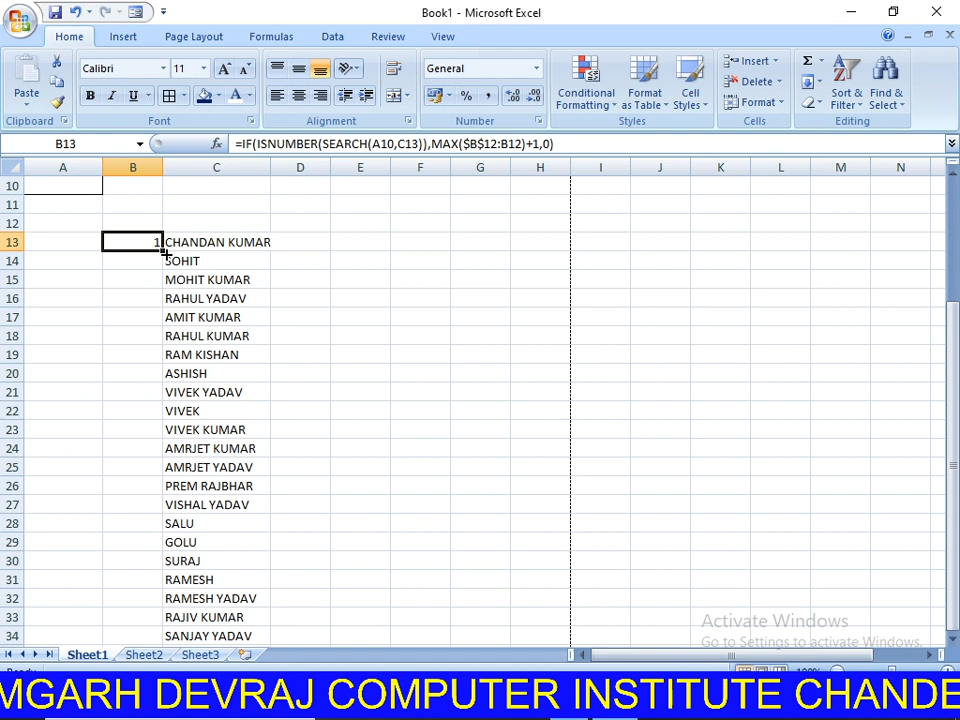 Book1 - Microsoft Excel
Home Insert Page Layout Formulas Data Review View
Paste
Calibri 11
B I U
General
Conditional Formatting
Format as Table
Cell Styles
Insert
Delete
Format
Sort & Filter
Find & Select
Clipboard Font Alignment Number Styles Cells Editing
B13 fx =IF(ISNUMBER(SEARCH(A10,C13)),MAX($B$12:B12)+1,0)
A B C D E F G H I J K L M N
10
11
12
13 1 CHANDAN KUMAR
14 SOHIT
15 MOHIT KUMAR
16 RAHUL YADAV
17 AMIT KUMAR
18 RAHUL KUMAR
19 RAM KISHAN
20 ASHISH
21 VIVEK YADAV
22 VIVEK
23 VIVEK KUMAR
24 AMRJET KUMAR
25 AMRJET YADAV
26 PREM RAJBHAR
27 VISHAL YADAV
28 SALU
29 GOLU
30 SURAJ
31 RAMESH
32 RAMESH YADAV
33 RAJIV KUMAR
34 SANJAY YADAV
Activate Windows
Go to Settings to activate Windows.
Sheet1 Sheet2 Sheet3
MGARH DEVRAJ COMPUTER INSTITUTE CHANDE